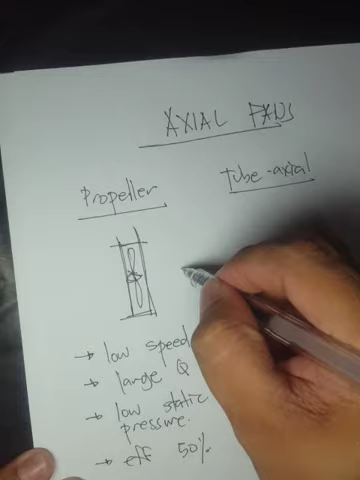 AXIAL FANS
Propeller
tube-axial
→ low speed
→ large Q
→ low static
pressure.
→ eff 50%